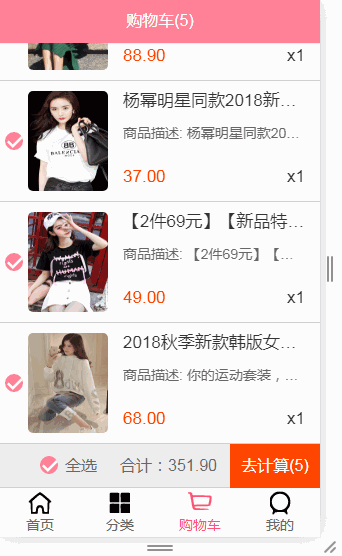 购物车(5)
88.90
x1
杨幂明星同款2018新...
商品描述: 杨幂明星同款20...
37.00
x1
【2件69元】【新品特...
商品描述: 【2件69元】【...
49.00
x1
2018秋季新款韩版女...
商品描述: 你的运动套装，...
68.00
x1
全选
合计：351.90
去计算(5)
首页
分类
购物车
我的